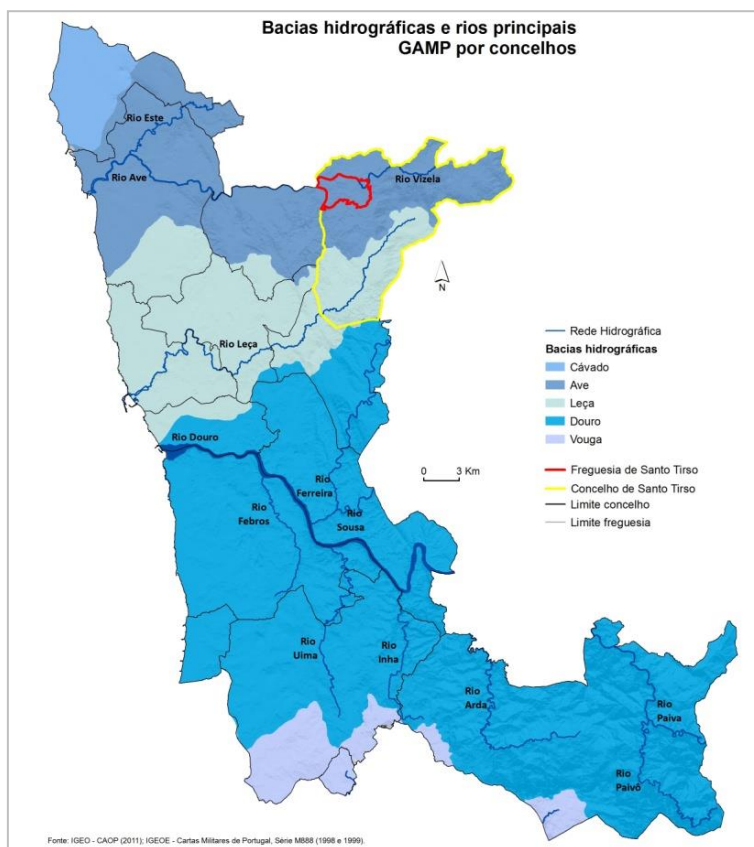 Bacias hidrográficas e rios principais
GAMP por concelhos
Rio Este
Rio Ave
Rio Vizela
N
Rio Leça
Rede Hidrográfica
Bacias hidrográficas
Cávado
Ave
Leça
Douro
Vouga
Rio Douro
Freguesia de Santo Tirso
0 3 Km
Rio
Ferreira
Concelho de Santo Tirso
Limite concelho
Rio
Febros
Rio
Sousa
Limite freguesia
Rio
Uima
Rio
Inha
Rio
Arda
Rio
Paiva
Rio
Paivô
Fonte: IGEO - CAOP (2011); IGEOE - Cartas Militares de Portugal, Série M888 (1998 e 1999).